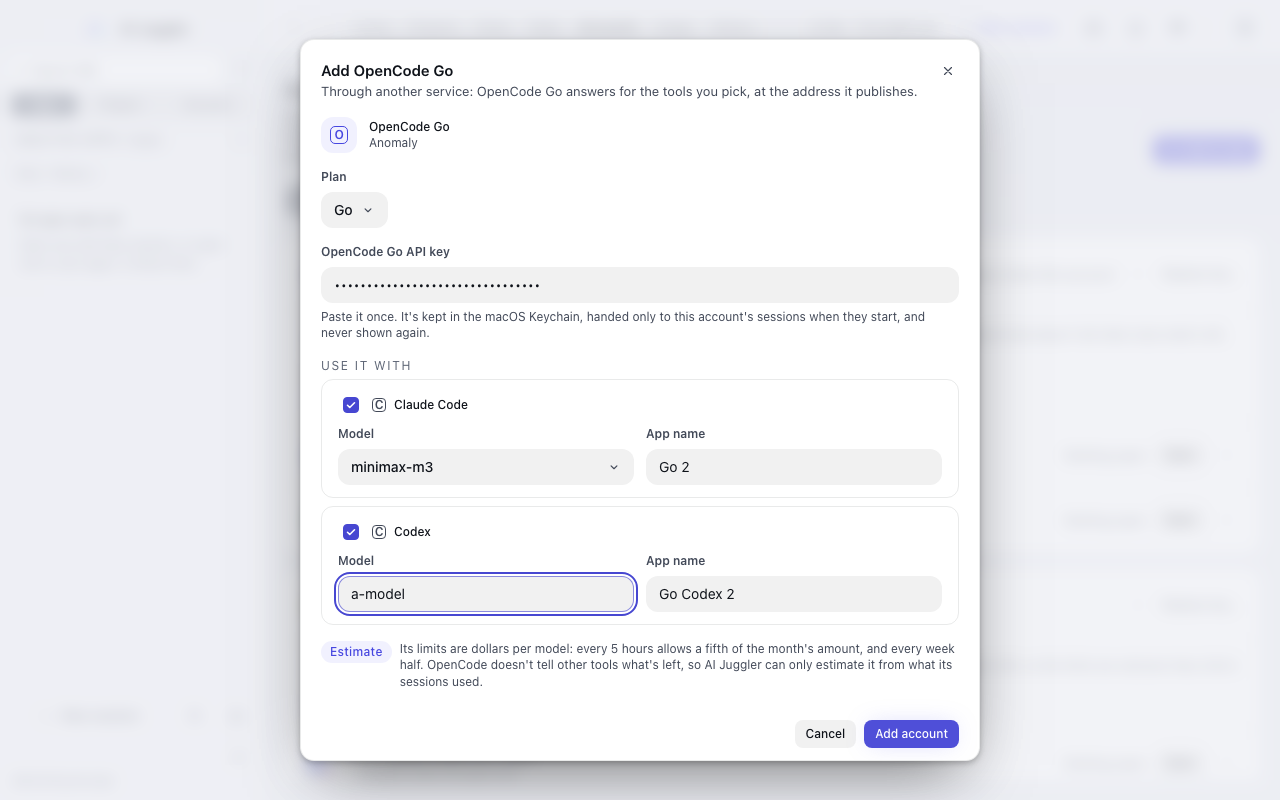 Add OpenCode Go
Through another service: OpenCode Go answers for the tools you pick, at the address it publishes.
O
OpenCode Go
Anomaly
Plan
Go
OpenCode Go API key
••••••••••••••••••••••••••••••••
Paste it once. It's kept in the macOS Keychain, handed only to this account's sessions when they start, and
never shown again.
USE IT WITH
C Claude Code
Model
App name
minimax-m3
Go 2
C Codex
Model
App name
a-model
Go Codex 2
Estimate
Its limits are dollars per model: every 5 hours allows a fifth of the month's amount, and every week
half. OpenCode doesn't tell other tools what's left, so AI Juggler can only estimate it from what its
sessions used.
Cancel
Add account